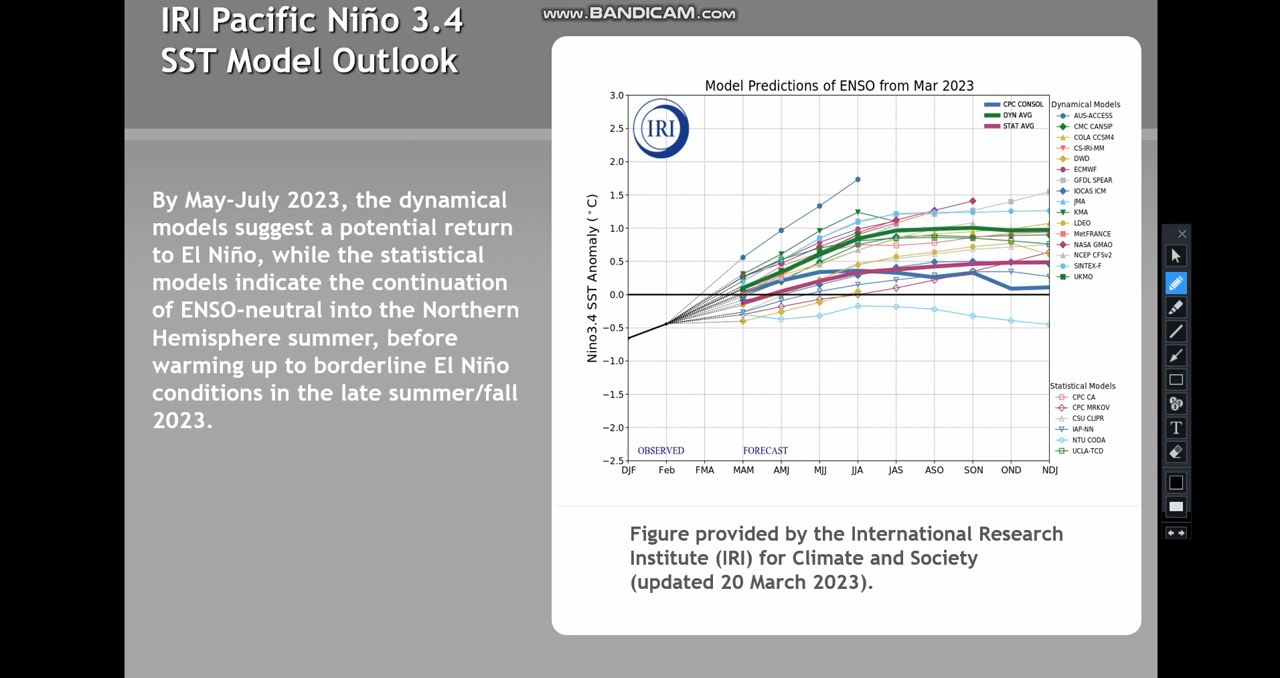 www.BANDICAM.com
IRI Pacific Niño 3.4
SST Model Outlook
By May-July 2023, the dynamical
models suggest a potential return
to El Niño, while the statistical
models indicate the continuation
of ENSO-neutral into the Northern
Hemisphere summer, before
warming up to borderline El Niño
conditions in the late summer/fall
2023.
Model Predictions of ENSO from Mar 2023
IRI
CPC CONSOL
DYN AVG
STAT AVG
Dynamical Models
AUS-ACCESS
CMC CANSIP
COLA CCSM4
CS-IRI-MM
DWD
ECMWF
GFDL SPEAR
IOCAS ICM
JMA
KMA
LDEO
MetFRANCE
NASA GMAO
NCEP CFSv2
SINTEX-F
UKMO
Statistical Models
CPC CA
CPC MRKOV
CSU CLIPR
IAP-NN
NTU CODA
UCLA-TCD
Nino3.4 SST Anomaly (°C)
3.0
2.5
2.0
1.5
1.0
0.5
0.0
−0.5
−1.0
−1.5
−2.0
−2.5
OBSERVED
FORECAST
DJF Feb FMA MAM AMJ MJJ JJA JAS ASO SON OND NDJ
Figure provided by the International Research
Institute (IRI) for Climate and Society
(updated 20 March 2023).
T